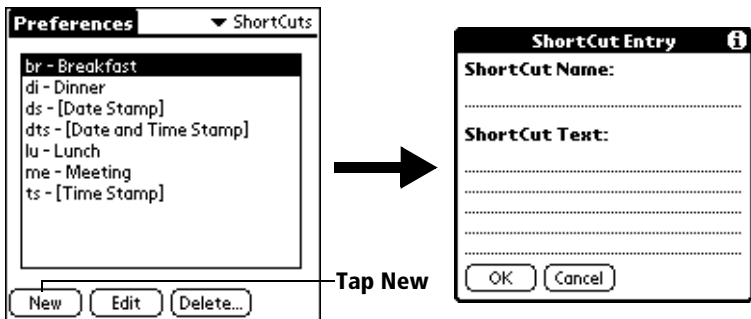 Preferences ShortCuts
br - Breakfast
di - Dinner
ds - [Date Stamp]
dts - [Date and Time Stamp]
lu - Lunch
me - Meeting
ts - [Time Stamp]
New Edit Delete...
Tap New
ShortCut Entry i
ShortCut Name:
ShortCut Text:
OK Cancel